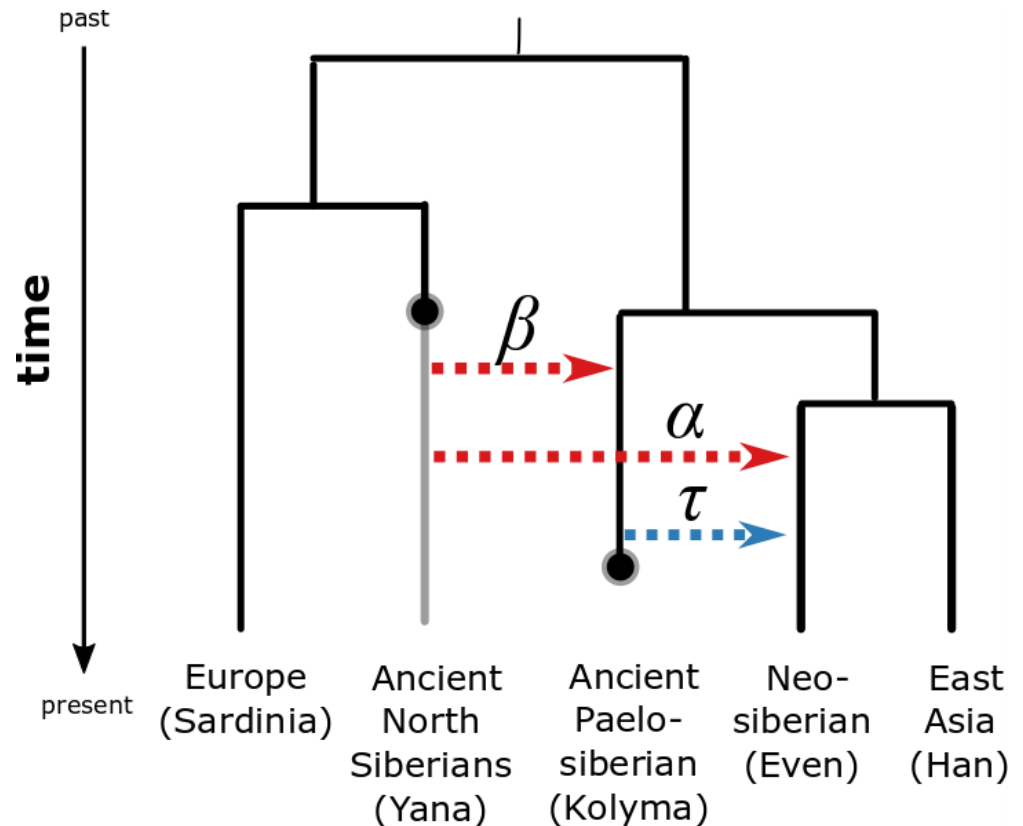 past
time
β
α
τ
present
Europe
(Sardinia)
Ancient
North
Siberians
(Yana)
Ancient
Paelo-
siberian
(Kolyma)
Neo-
siberian
(Even)
East
Asia
(Han)